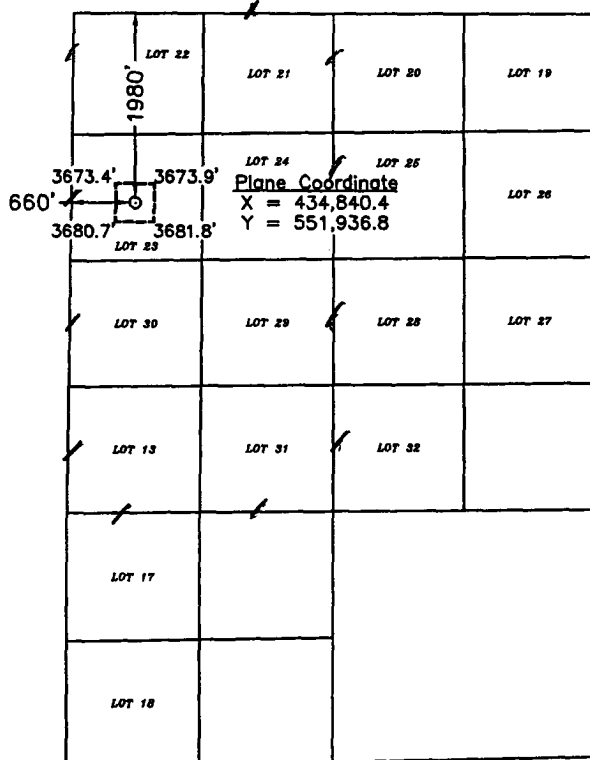 LOT 22
LOT 21
LOT 20
LOT 19
1980'
LOT 24
LOT 25
3673.4' 3673.9'
Plane Coordinate
LOT 26
660'
X = 434,840.4
Y = 551,936.8
3680.7' 3681.8'
LOT 23
LOT 30
LOT 29
LOT 28
LOT 27
LOT 13
LOT 31
LOT 32
LOT 17
LOT 18